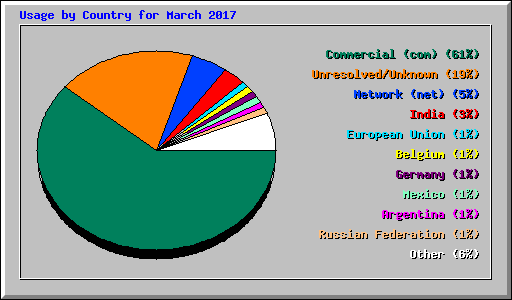 Usage by Country for March 2017
Commercial (com) (61%)
Unresolved/Unknown (19%)
Network (net) (5%)
India (3%)
European Union (1%)
Belgium (1%)
Germany (1%)
Mexico (1%)
Argentina (1%)
Russian Federation (1%)
Other (6%)